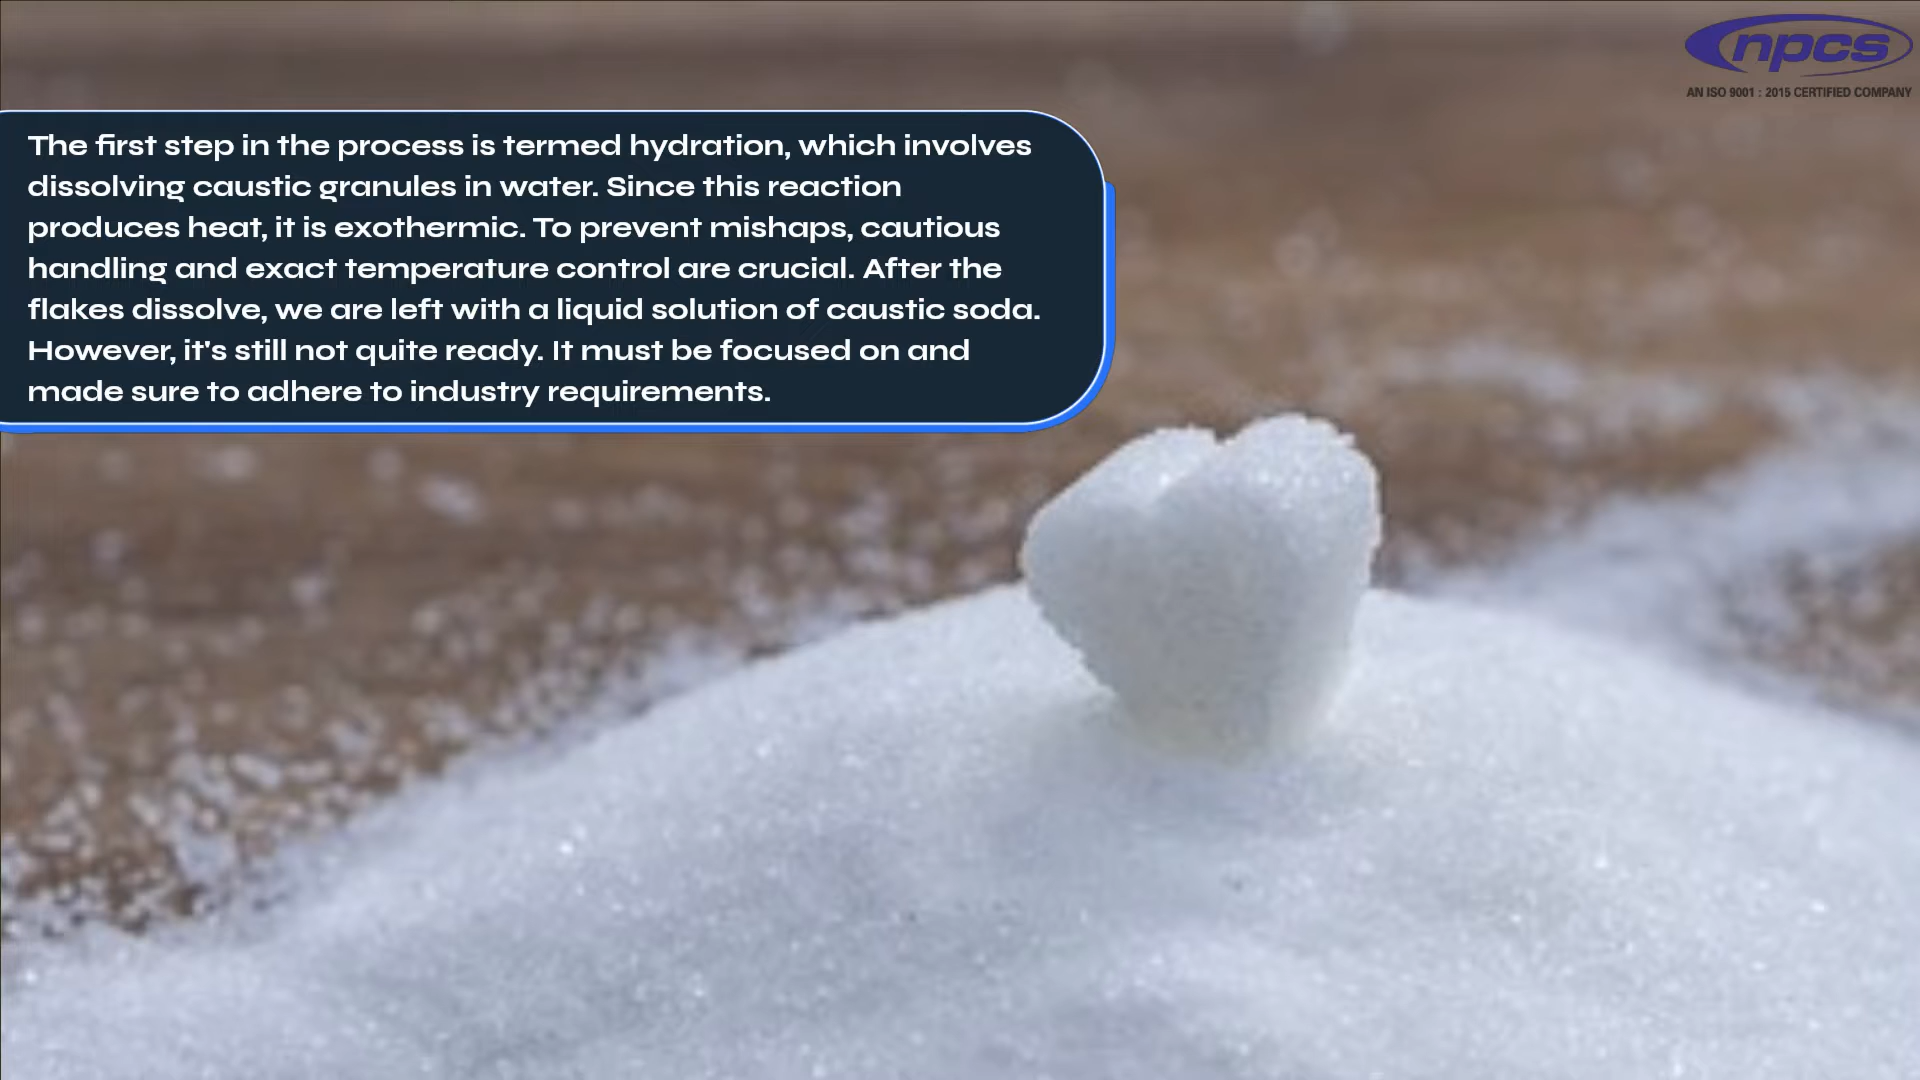 npcs
AN ISO 9001 : 2015 CERTIFIED COMPANY
The first step in the process is termed hydration, which involves
dissolving caustic granules in water. Since this reaction
produces heat, it is exothermic. To prevent mishaps, cautious
handling and exact temperature control are crucial. After the
flakes dissolve, we are left with a liquid solution of caustic soda.
However, it's still not quite ready. It must be focused on and
made sure to adhere to industry requirements.